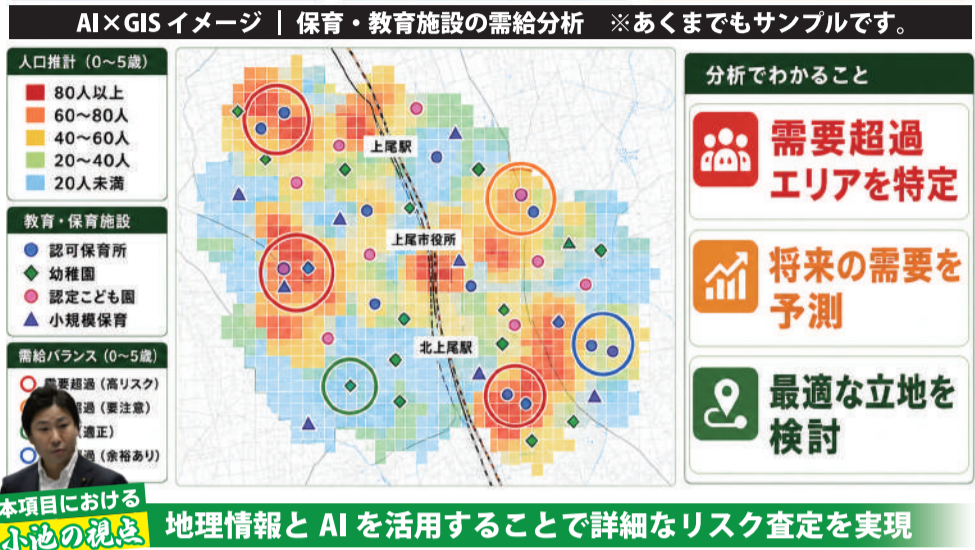 AI×GIS イメージ ｜ 保育・教育施設の需給分析　※あくまでもサンプルです。
人口推計（0～5歳）
80人以上
60～80人
40～60人
20～40人
20人未満
教育・保育施設
認可保育所
幼稚園
認定こども園
小規模保育
需給バランス（0～5歳）
需要超過（高リスク）
超過（要注意）
適正）
過（余裕あり）
上尾駅
上尾市役所
北上尾駅
分析でわかること
需要超過
エリアを特定
将来の需要を
予測
最適な立地を
検討
本項目における
小池の視点
地理情報と AI を活用することで詳細なリスク査定を実現